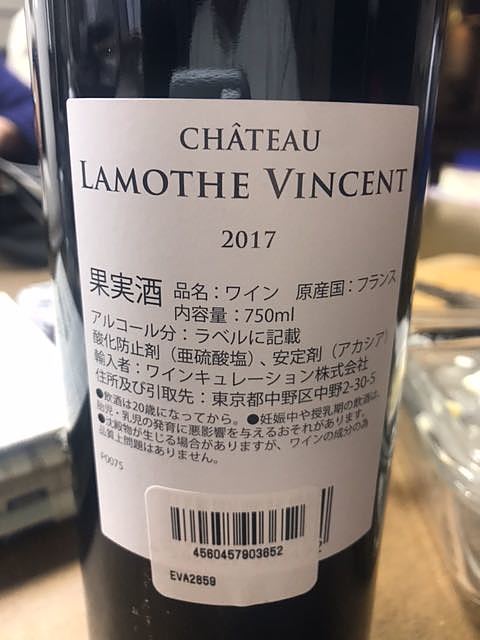 CHÂTEAU
LAMOTHE VINCENT
2017
果実酒 品名：ワイン 原産国：フランス
内容量：750ml
アルコール分：ラベルに記載
酸化防止剤（亜硫酸塩）、安定剤（アカシア）
輸入者：ワインキュレーション株式会社
住所及び引取先：東京都中野区中野2-30-5
●飲酒は20歳になってから。●妊娠中や授乳期の飲酒は、
胎児・乳児の発育に悪影響を与えるおそれがあります。
●沈殿物が生じる場合がありますが、ワインの成分の為
品質上問題はありません。
P007S
4560457903652
EVA2859